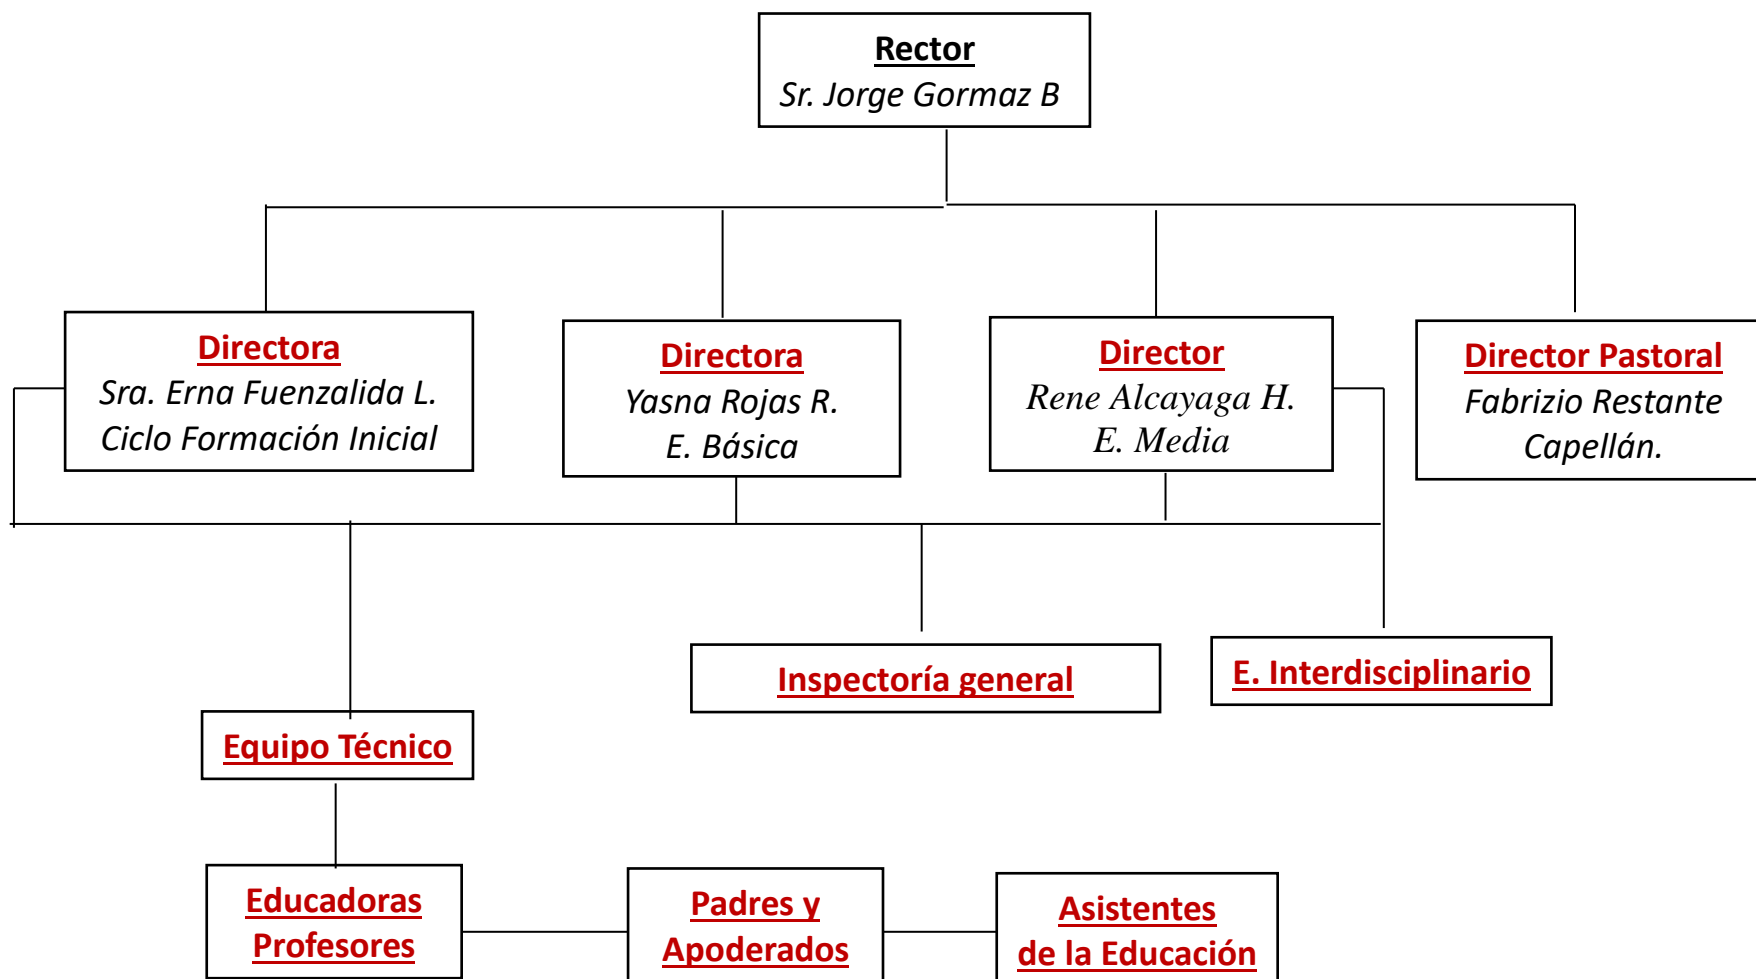 Rector
Sr. Jorge Gormaz B
Directora
Sra. Erna Fuenzalida L.
Ciclo Formación Inicial
Directora
Yasna Rojas R.
E. Básica
Director
Rene Alcayaga H.
E. Media
Director Pastoral
Fabrizio Restante
Capellán.
Inspectoría general
E. Interdisciplinario
Equipo Técnico
Educadoras
Profesores
Padres y
Apoderados
Asistentes
de la Educación